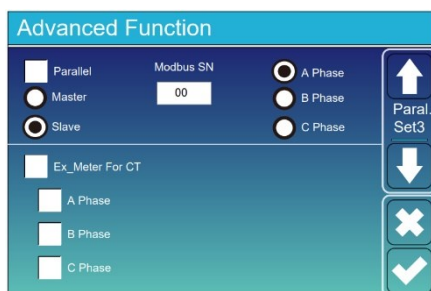 Advanced Function
Parallel
Modbus SN
A Phase
Master
00
B Phase
Slave
C Phase
Paral.
Set3
Ex_Meter For CT
A Phase
B Phase
C Phase